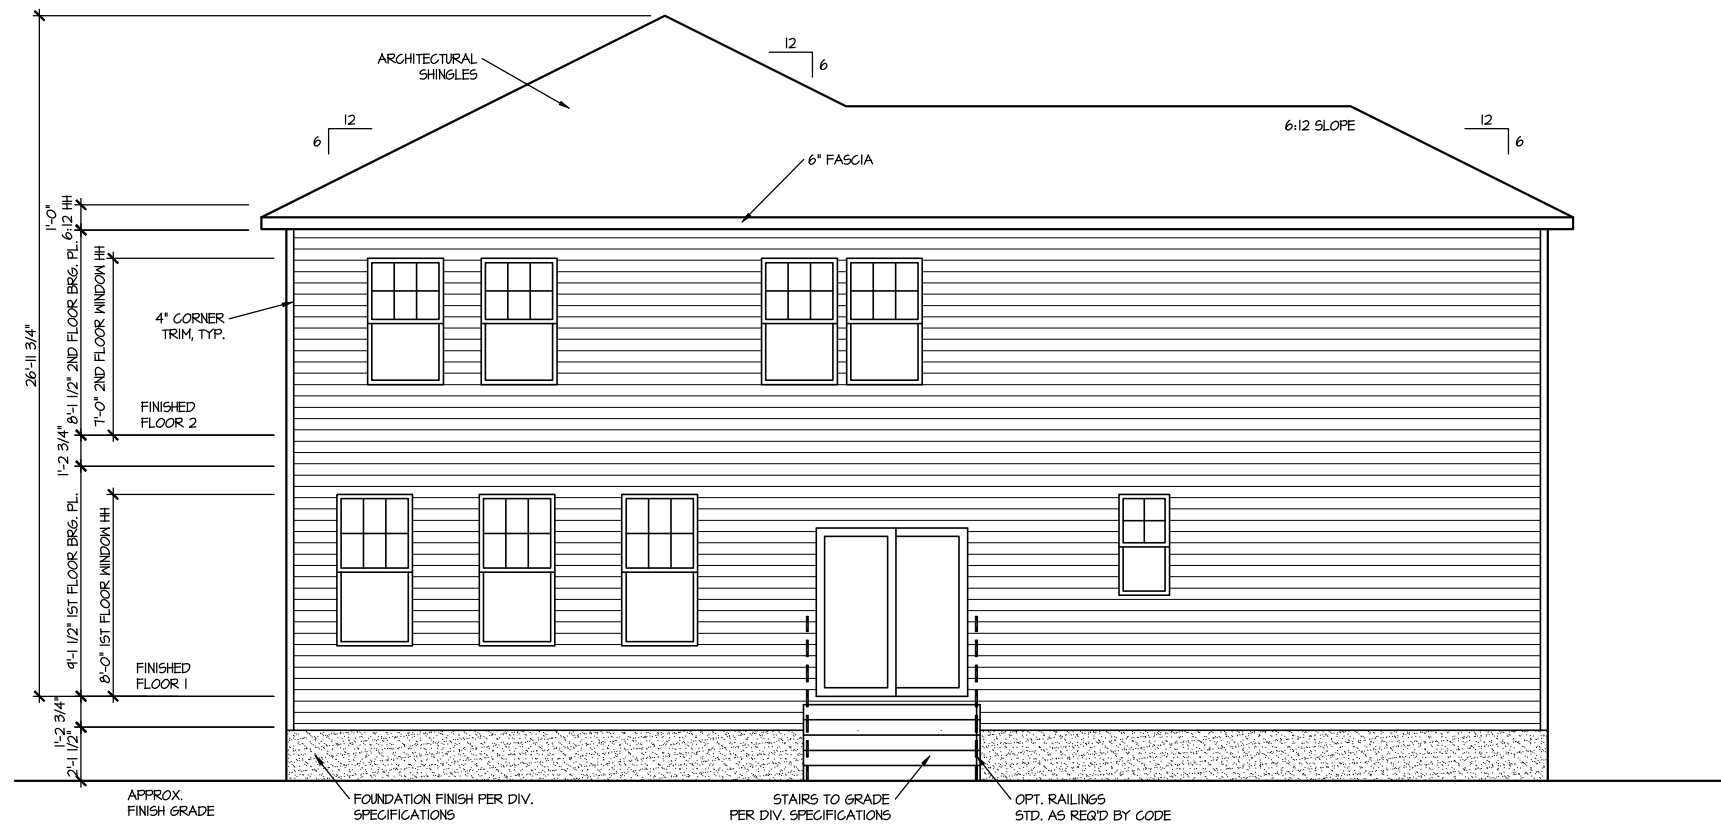 12
6
ARCHITECTURAL
SHINGLES
12
6
6:12 SLOPE
12
6
6" FASCIA
1'-0"
6:12 HH
26'-11 3/4"
8'-1 1/2" 2ND FLOOR BRG. PL.
7'-0" 2ND FLOOR WINDOW HH
4" CORNER
TRIM, TYP.
FINISHED
FLOOR 2
1'-2 3/4"
9'-1 1/2" 1ST FLOOR BRG. PL.
8'-0" 1ST FLOOR WINDOW HH
FINISHED
FLOOR 1
1'-2 3/4"
2'-1 1/2"
APPROX.
FINISH GRADE
FOUNDATION FINISH PER DIV.
SPECIFICATIONS
STAIRS TO GRADE
PER DIV. SPECIFICATIONS
OPT. RAILINGS
STD. AS REQ'D BY CODE